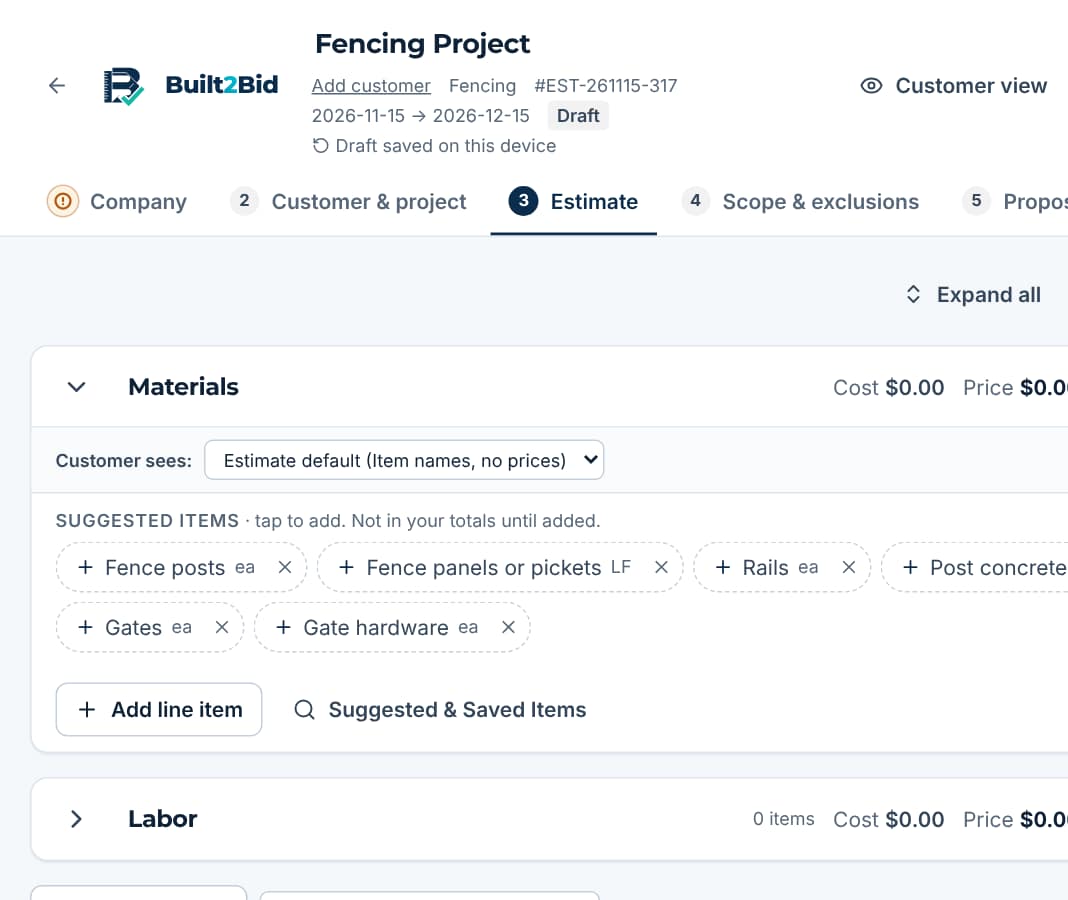 Fencing Project
Built2Bid
Add customer Fencing #EST-261115-317
Customer view
2026-11-15 → 2026-12-15 Draft
Draft saved on this device
Company 2 Customer & project 3 Estimate 4 Scope & exclusions 5 Propos
Expand all
Materials Cost $0.00 Price $0.0
Customer sees: Estimate default (Item names, no prices)
SUGGESTED ITEMS · tap to add. Not in your totals until added.
+ Fence posts ea × + Fence panels or pickets LF × + Rails ea × + Post concrete
+ Gates ea × + Gate hardware ea ×
+ Add line item Suggested & Saved Items
Labor 0 items Cost $0.00 Price $0.0